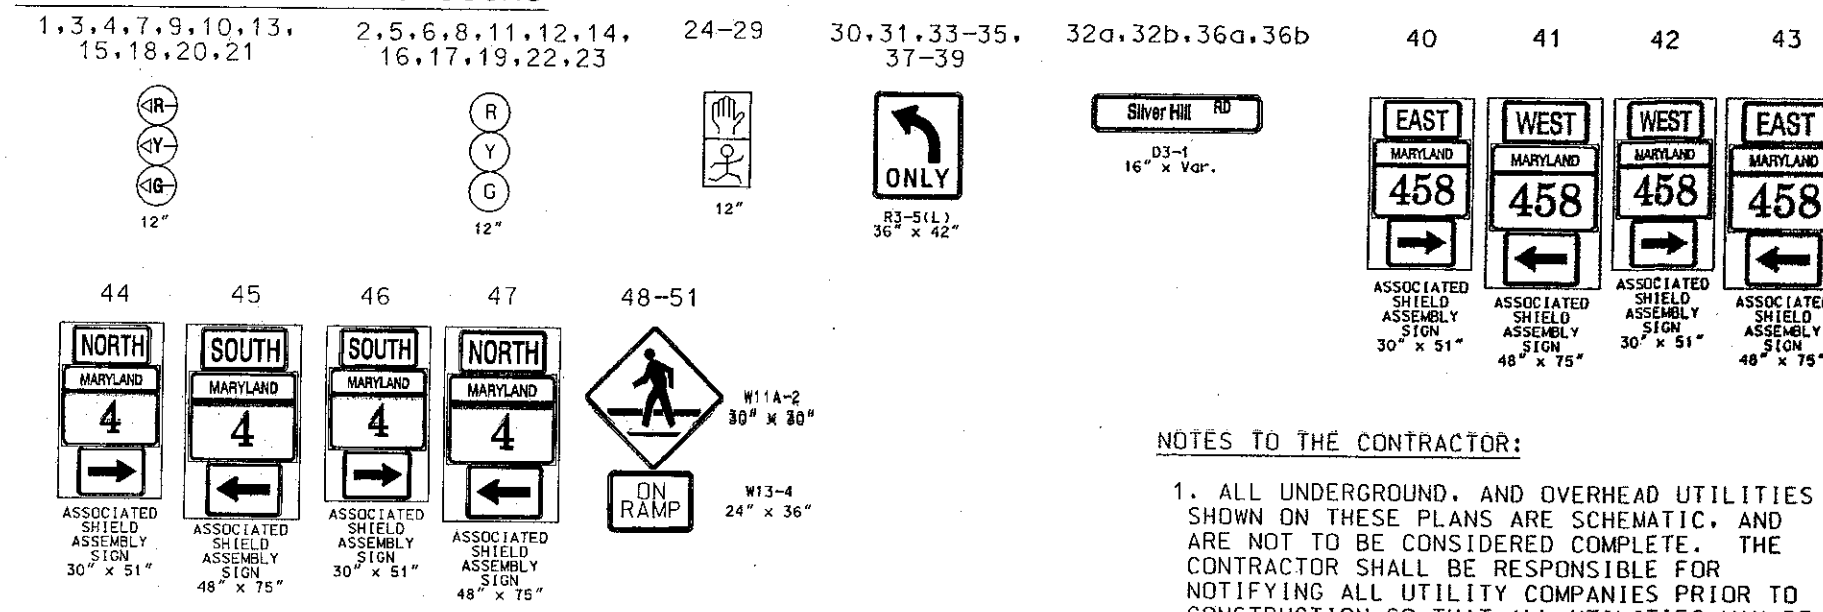 1,3,4,7,9,10,13,
15,18,20,21
2,5,6,8,11,12,14,
16,17,19,22,23
24-29
30,31,33-35,
37-39
32a,32b,36a,36b
40
41
42
43
R
Y
G
12"
R
Y
G
12"
12"
ONLY
R3-5(L)
36" x 42"
Silver Hill RD
D3-1
16" x Var.
EAST
MARYLAND
458
ASSOCIATED
SHIELD
ASSEMBLY
SIGN
30" x 51"
WEST
MARYLAND
458
ASSOCIATED
SHIELD
ASSEMBLY
SIGN
48" x 75"
WEST
MARYLAND
458
ASSOCIATED
SHIELD
ASSEMBLY
SIGN
30" x 51"
EAST
MARYLAND
458
ASSOCIATED
SHIELD
ASSEMBLY
SIGN
48" x 75"
44
45
46
47
48-51
NORTH
MARYLAND
4
ASSOCIATED
SHIELD
ASSEMBLY
SIGN
30" x 51"
SOUTH
MARYLAND
4
ASSOCIATED
SHIELD
ASSEMBLY
SIGN
48" x 75"
SOUTH
MARYLAND
4
ASSOCIATED
SHIELD
ASSEMBLY
SIGN
30" x 51"
NORTH
MARYLAND
4
ASSOCIATED
SHIELD
ASSEMBLY
SIGN
48" x 75"
W11A-2
30" x 30"
ON
RAMP
W13-4
24" x 36"
NOTES TO THE CONTRACTOR:
1. ALL UNDERGROUND, AND OVERHEAD UTILITIES
SHOWN ON THESE PLANS ARE SCHEMATIC, AND
ARE NOT TO BE CONSIDERED COMPLETE. THE
CONTRACTOR SHALL BE RESPONSIBLE FOR
NOTIFYING ALL UTILITY COMPANIES PRIOR TO